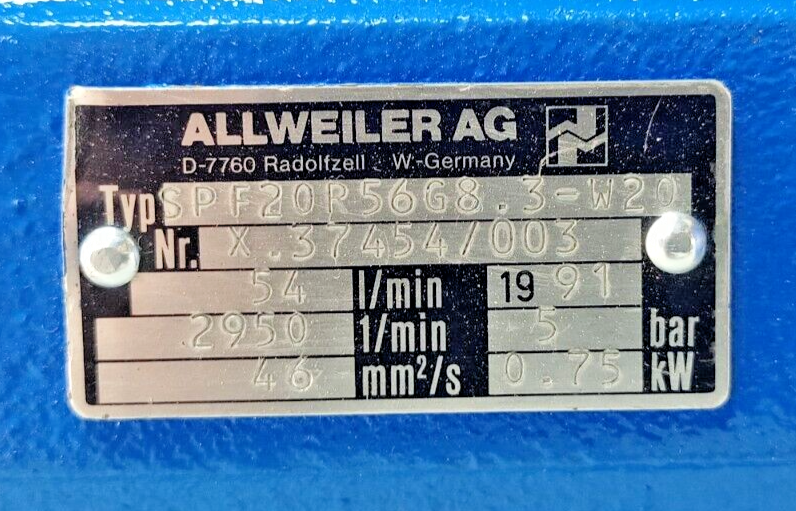 ALLWEILER AG
D-7760 Radolfzell W.-Germany
Typ SPF20R56G8.3-W20
Nr. X.37454/003
54 l/min 1991
2950 1/min 5 bar
46 mm²/s 0.75 kW